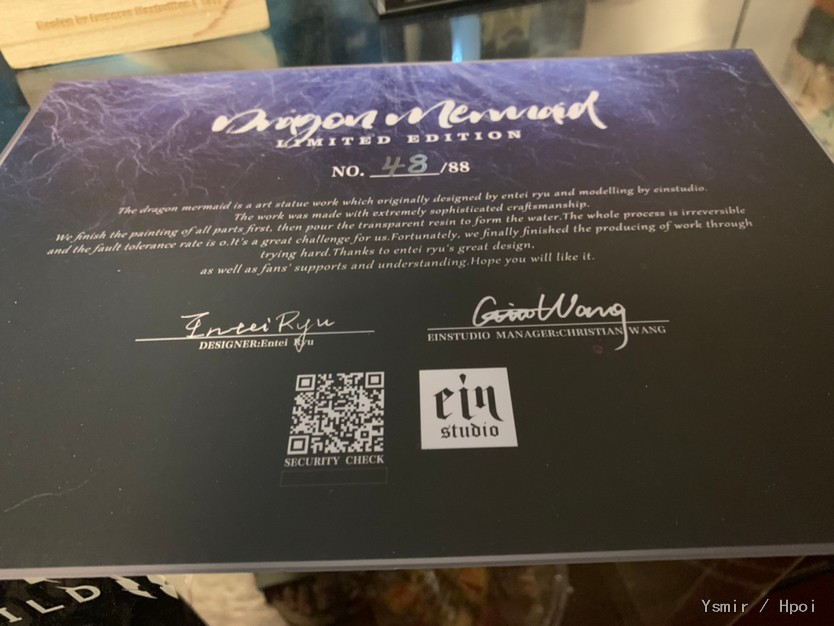 Dragon Mermaid
LIMITED EDITION
NO. 48/88
The dragon mermaid is a art statue work which originally designed by entei ryu and modelling by einstudio.
The work was made with extremely sophisticated craftsmanship.
We finish the painting of all parts first, then pour the transparent resin to form the water.The whole process is irreversible
and the fault tolerance rate is 0.It's a great challenge for us.Fortunately, we finally finished the producing of work through
trying hard.Thanks to entei ryu's great design,
as well as fans' supports and understanding.Hope you will like it.
Entei Ryu
DESIGNER:Entei Ryu
Wang
EINSTUDIO MANAGER:CHRISTIAN WANG
SECURITY CHECK
ein
studio
ILD
Ysmir / Hpoi